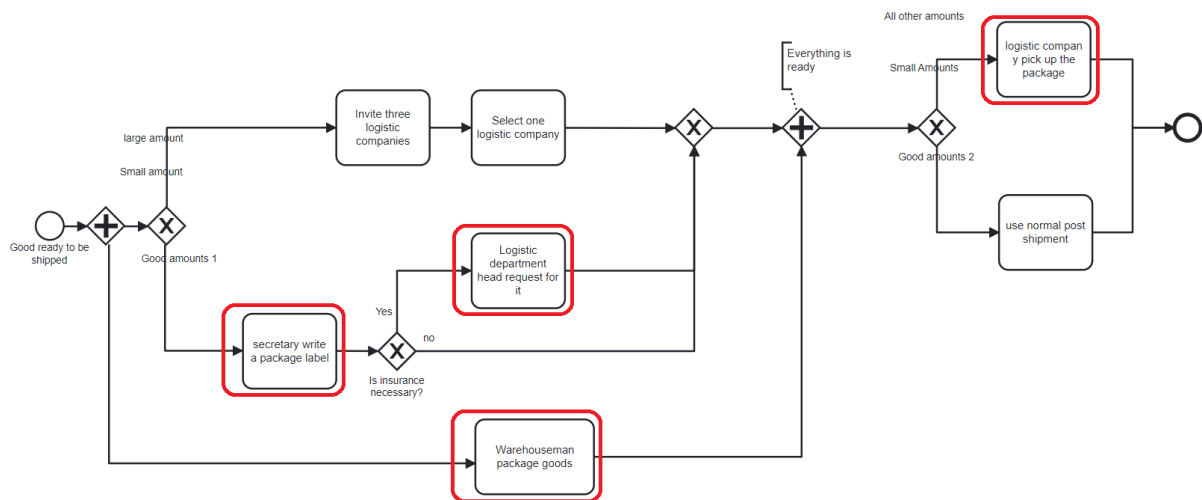 All other amounts
Everything is
ready
logistic compan
y pick up the
package
Small Amounts
Invite three
logistic
companies
Select one
logistic company
large amount
Good amounts 2
Small amount
Good ready to be
shipped
Good amounts 1
Logistic
department
head request for
it
use normal post
shipment
Yes
no
secretary write
a package label
Is insurance
necessary?
Warehouseman
package goods